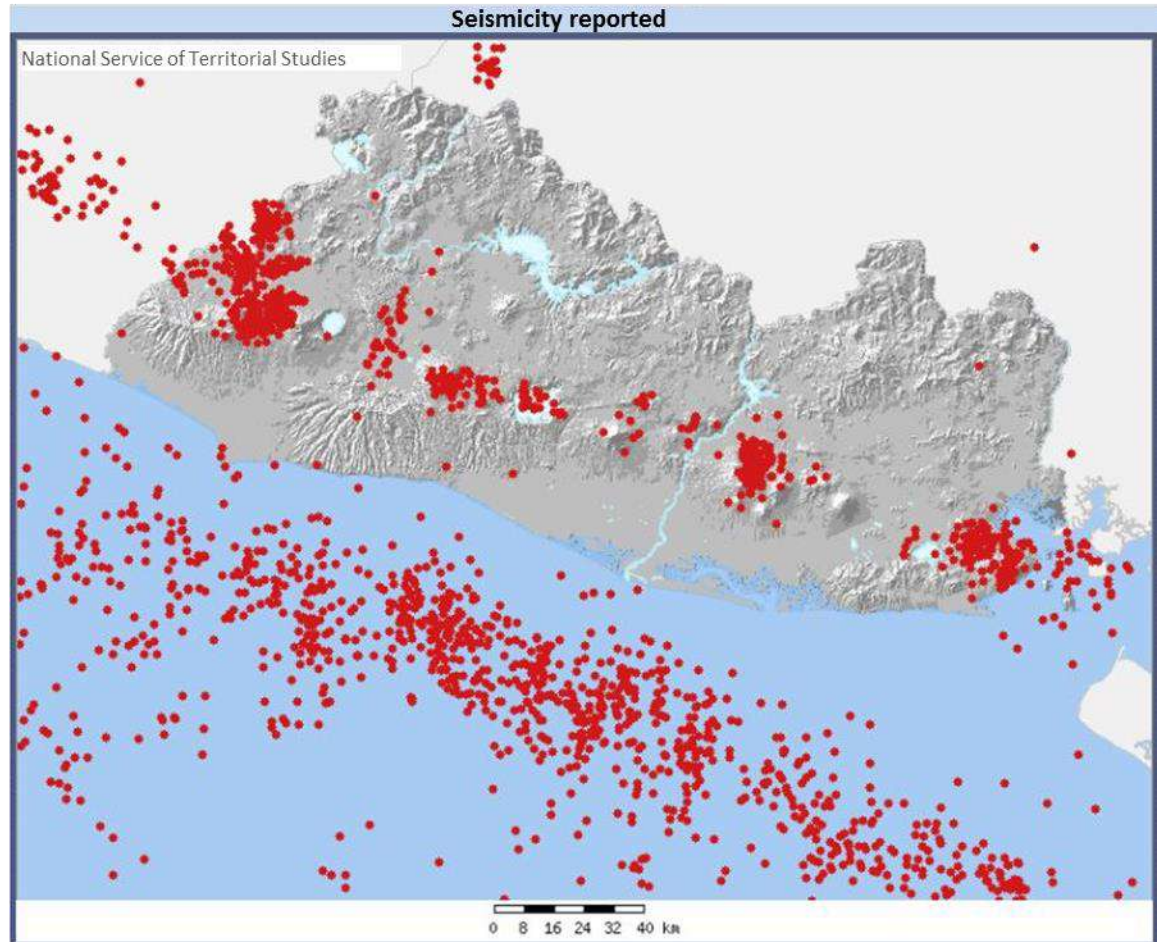 Seismicity reported
National Service of Territorial Studies
0 8 16 24 32 40 km